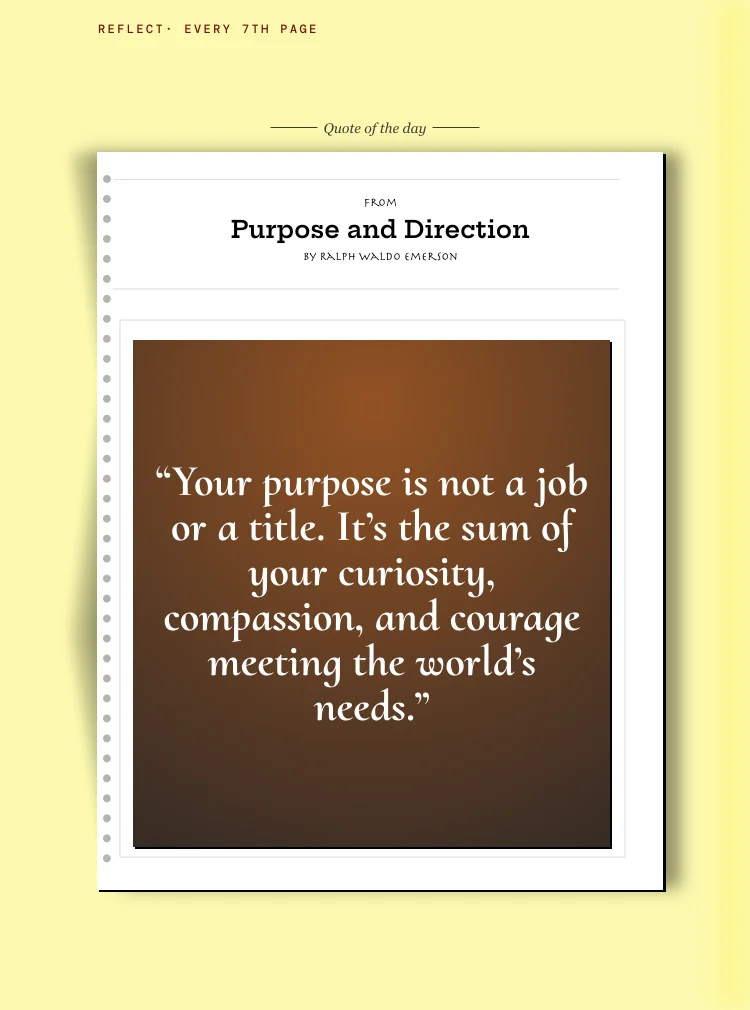 REFLECT· EVERY 7TH PAGE
Quote of the day
FROM
Purpose and Direction
BY RALPH WALDO EMERSON
“Your purpose is not a job
or a title. It’s the sum of
your curiosity,
compassion, and courage
meeting the world’s
needs.”